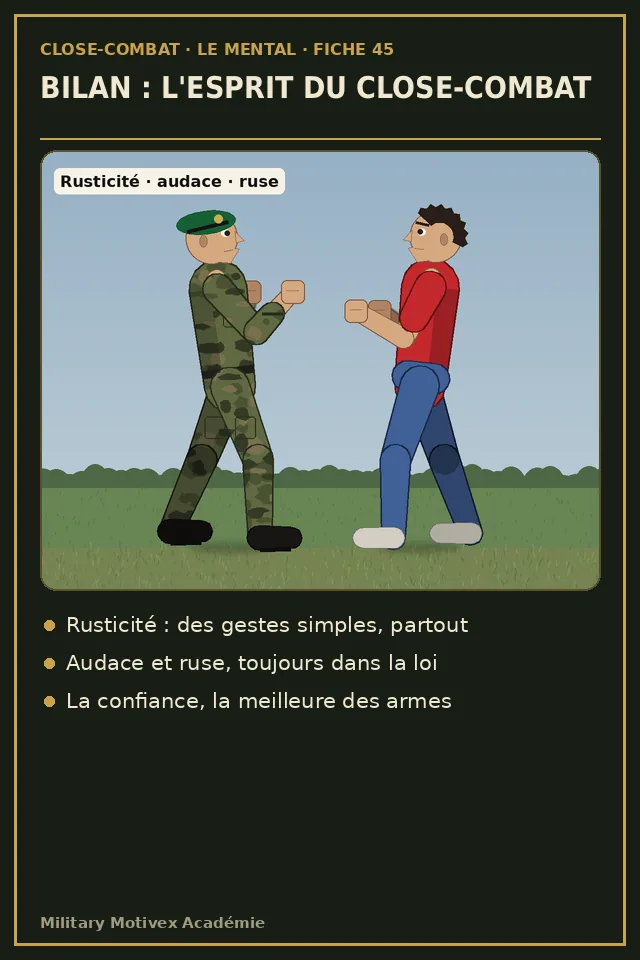 CLOSE-COMBAT · LE MENTAL · FICHE 45
BILAN : L'ESPRIT DU CLOSE-COMBAT
Rusticité · audace · ruse
Rusticité : des gestes simples, partout
Audace et ruse, toujours dans la loi
La confiance, la meilleure des armes
Military Motivex Académie